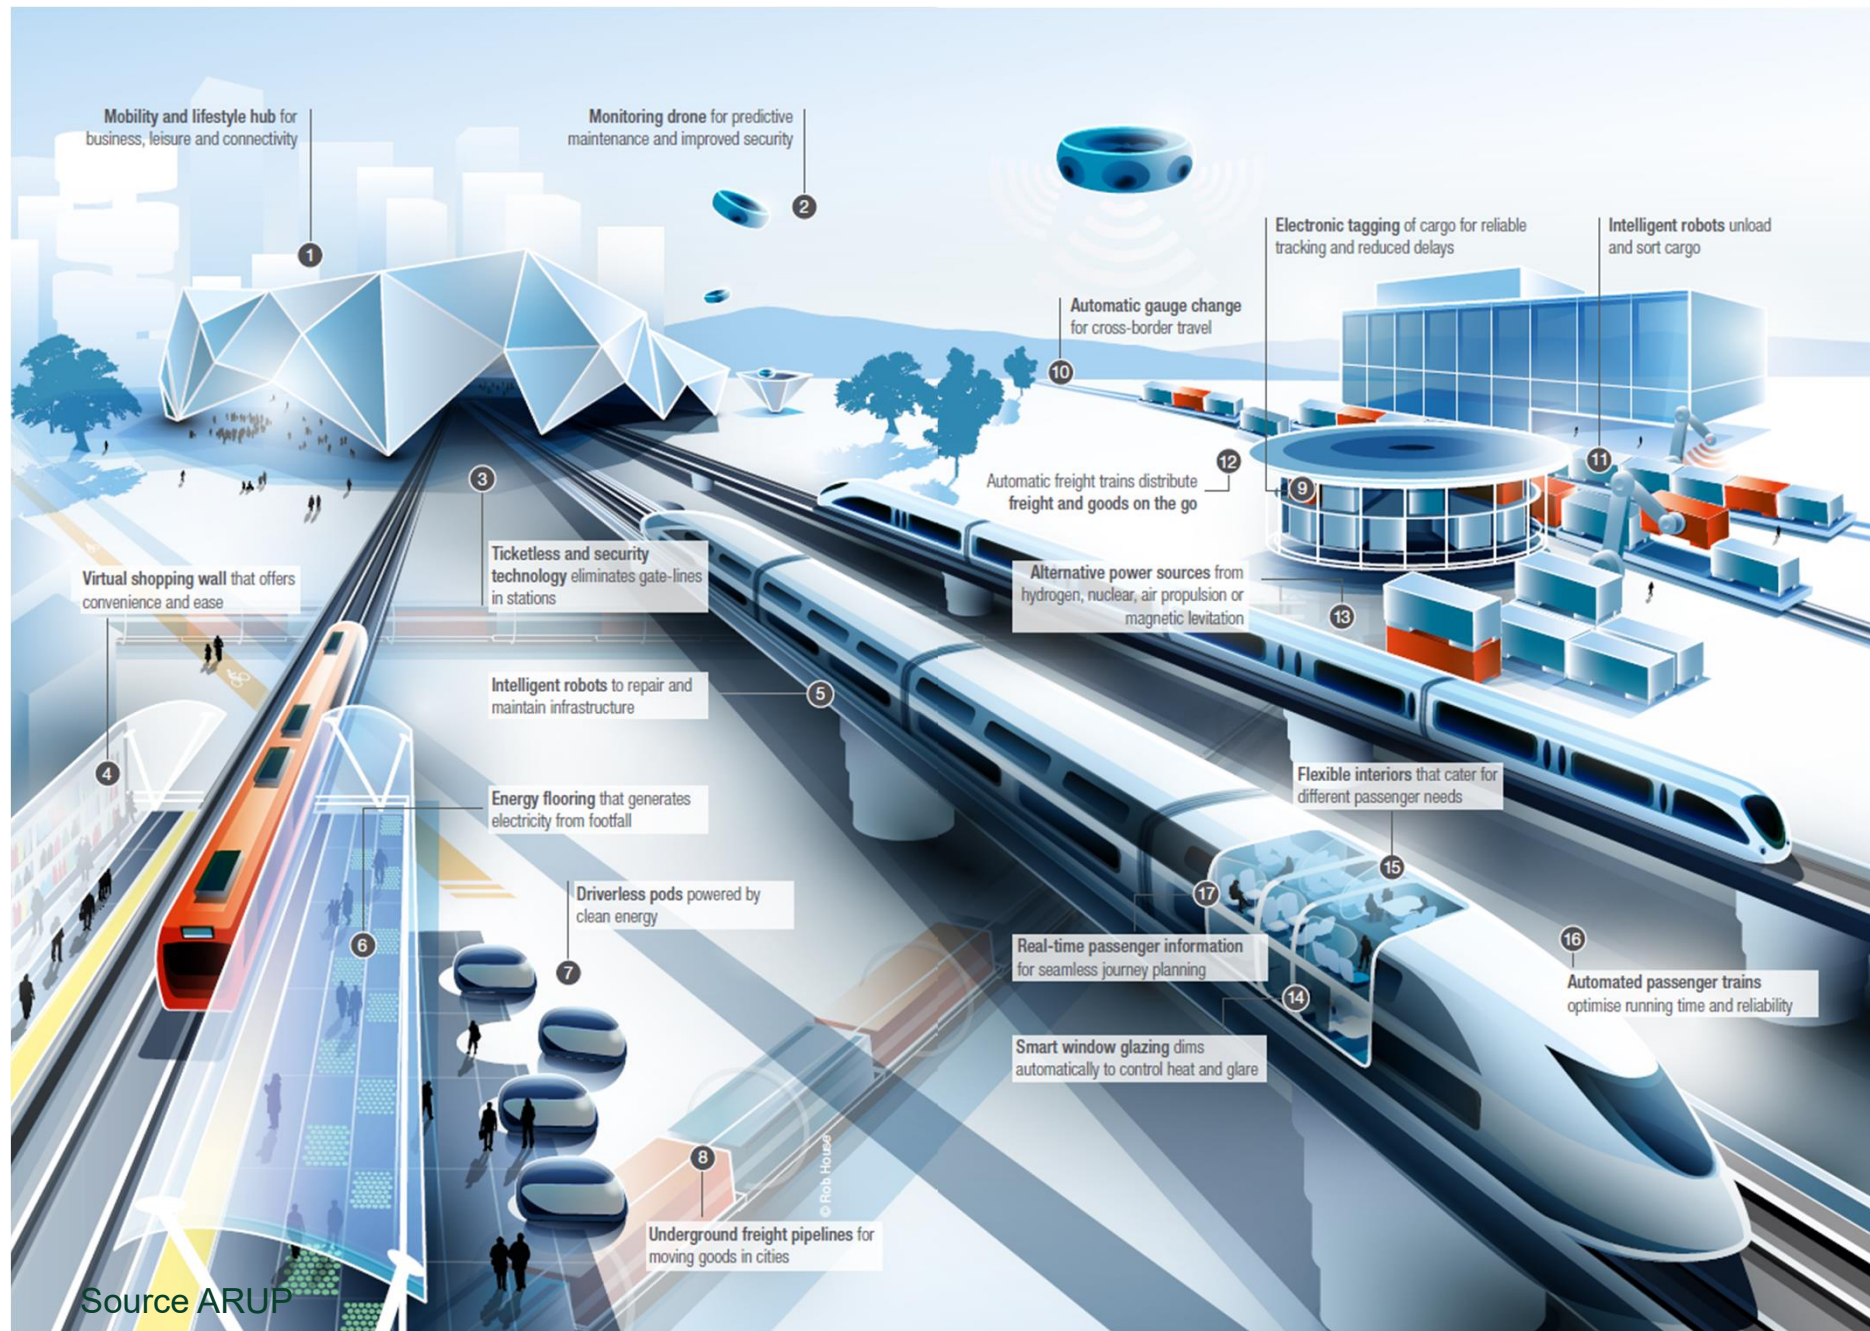 Mobility and lifestyle hub for
business, leisure and connectivity
1
Monitoring drone for predictive
maintenance and improved security
2
Electronic tagging of cargo for reliable
tracking and reduced delays
Intelligent robots unload
and sort cargo
Automatic gauge change
for cross-border travel
10
12
11
9
Automatic freight trains distribute
freight and goods on the go
3
Ticketless and security
technology eliminates gate-lines
in stations
Virtual shopping wall that offers
convenience and ease
4
Alternative power sources from
hydrogen, nuclear, air propulsion or
magnetic levitation
13
Intelligent robots to repair and
maintain infrastructure
5
Flexible interiors that cater for
different passenger needs
15
Energy flooring that generates
electricity from footfall
6
Driverless pods powered by
clean energy
7
17
Real-time passenger information
for seamless journey planning
14
16
Automated passenger trains
optimise running time and reliability
Smart window glazing dims
automatically to control heat and glare
8
Underground freight pipelines for
moving goods in cities
© Rob House
Source ARUP